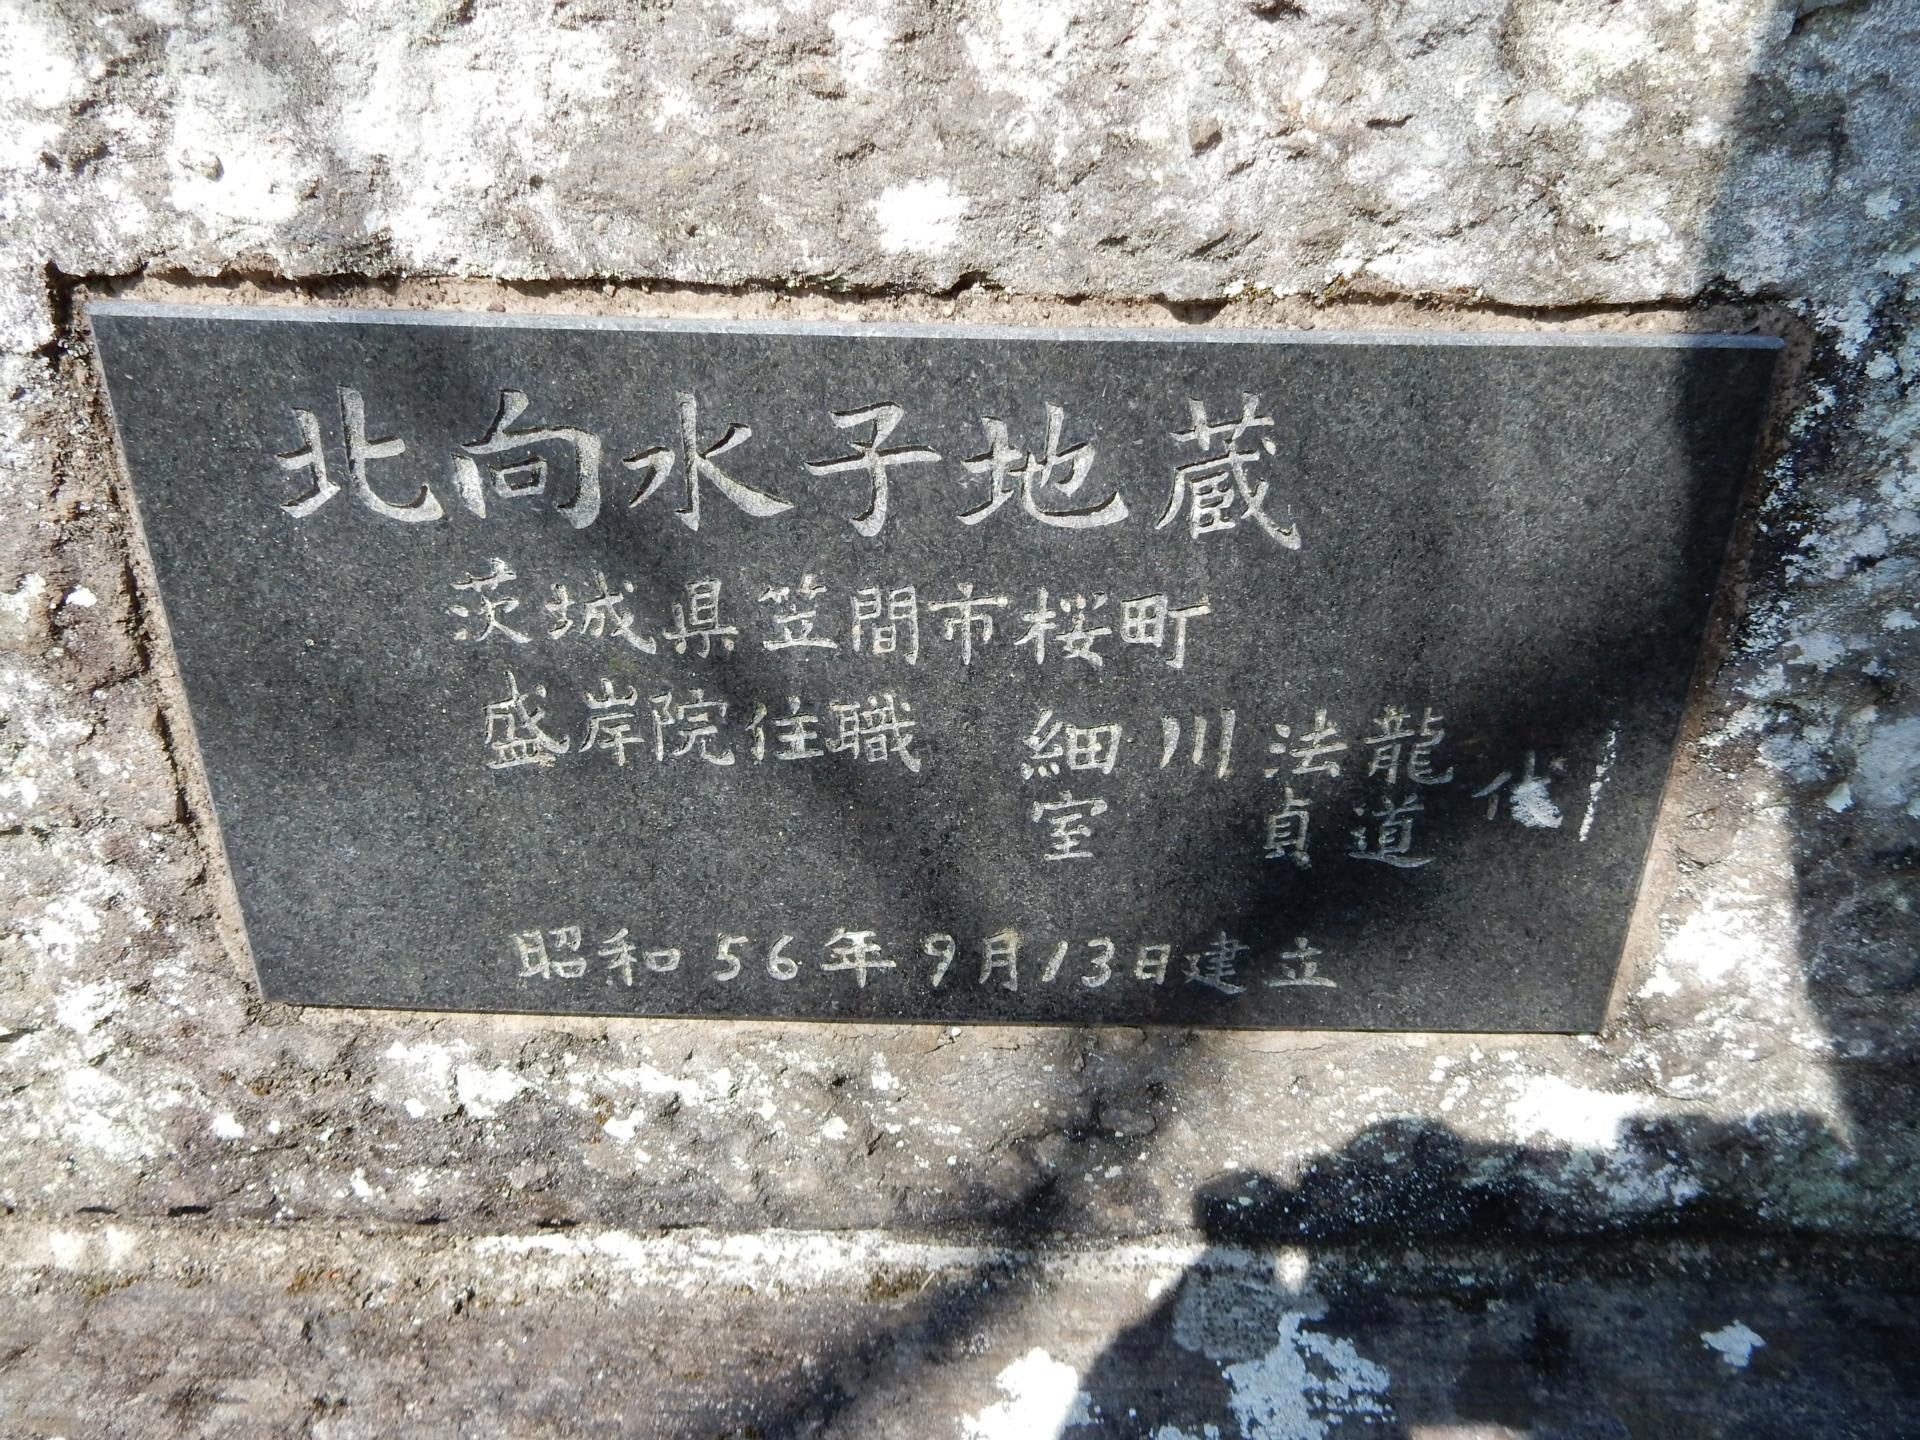 北向水子地蔵
茨城県笠間市桜町
盛岸院住職 細川法龍
室 貞道
昭和56年9月13日建立